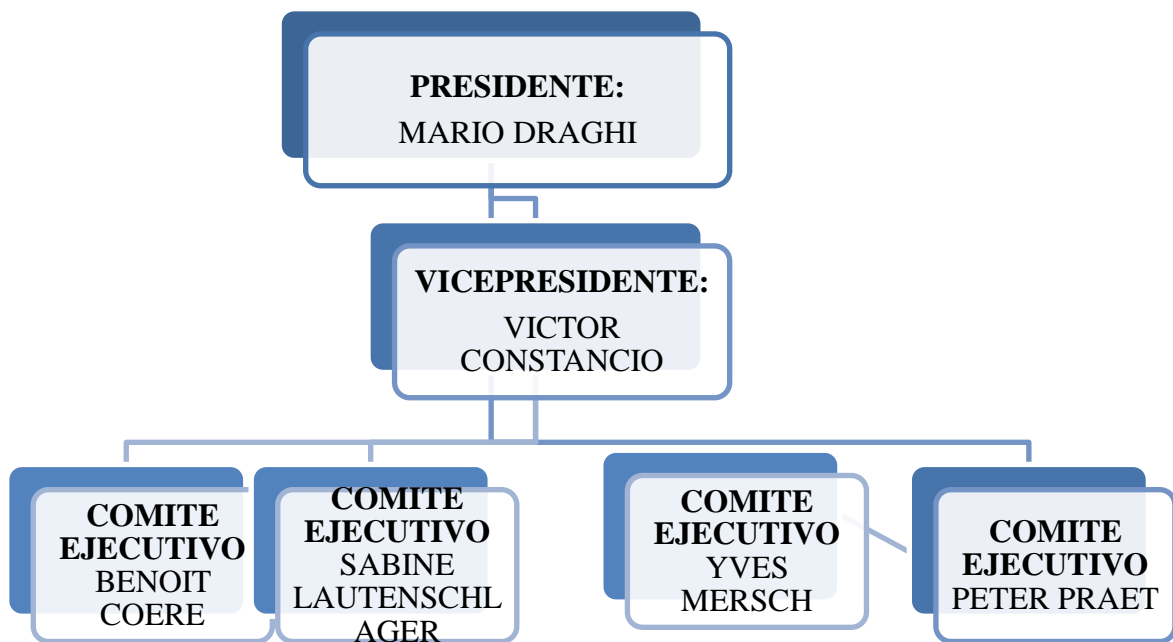 PRESIDENTE:
MARIO DRAGHI
VICEPRESIDENTE:
VICTOR
CONSTANCIO
COMITE
EJECUTIVO
BENOIT
COERE
COMITE
EJECUTIVO
SABINE
LAUTENSCHL
AGER
COMITE
EJECUTIVO
YVES
MERSCH
COMITE
EJECUTIVO
PETER PRAET